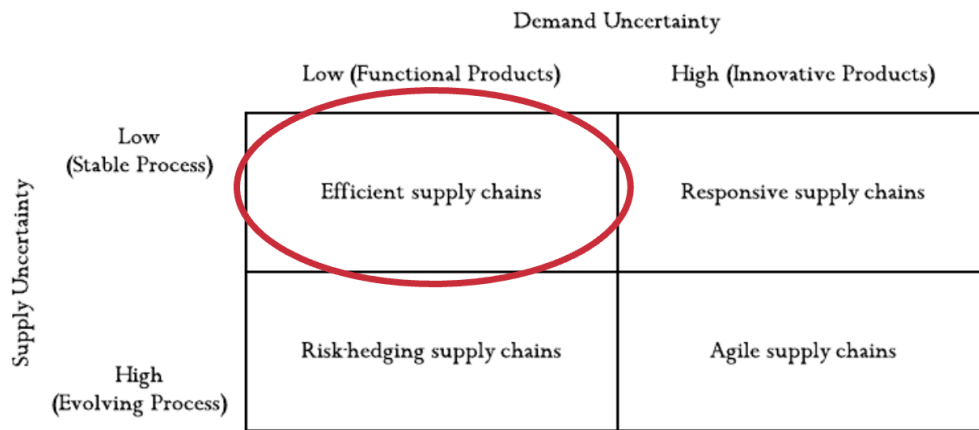 Demand Uncertainty
Low (Functional Products)
High (Innovative Products)
Supply Uncertainty
Low
(Stable Process)
Efficient supply chains
Responsive supply chains
High
(Evolving Process)
Risk-hedging supply chains
Agile supply chains